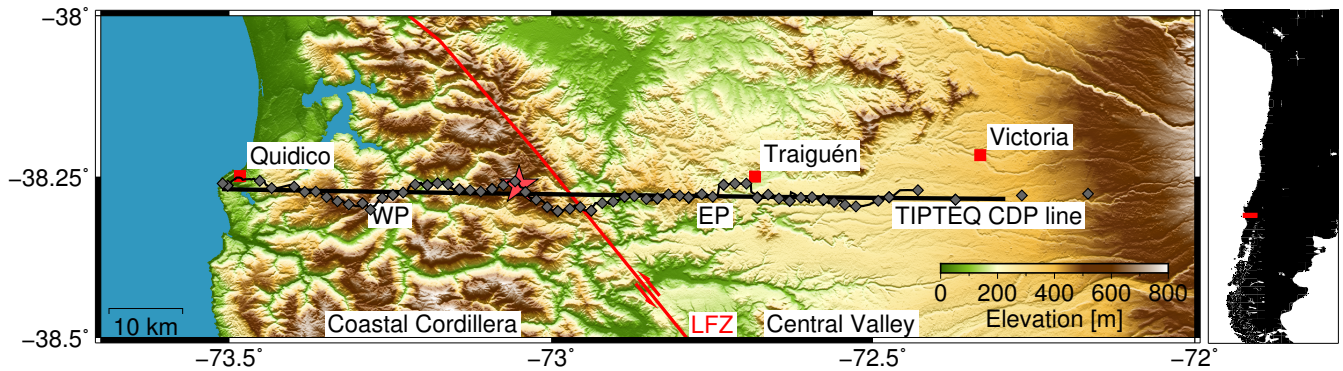 −38°
−38.25°
−38.5°
Quidico
Traiguén
Victoria
WP
EP
TIPTEQ CDP line
0 200 400 600 800
Elevation [m]
10 km
Coastal Cordillera
LFZ
Central Valley
−73.5° −73° −72.5° −72°